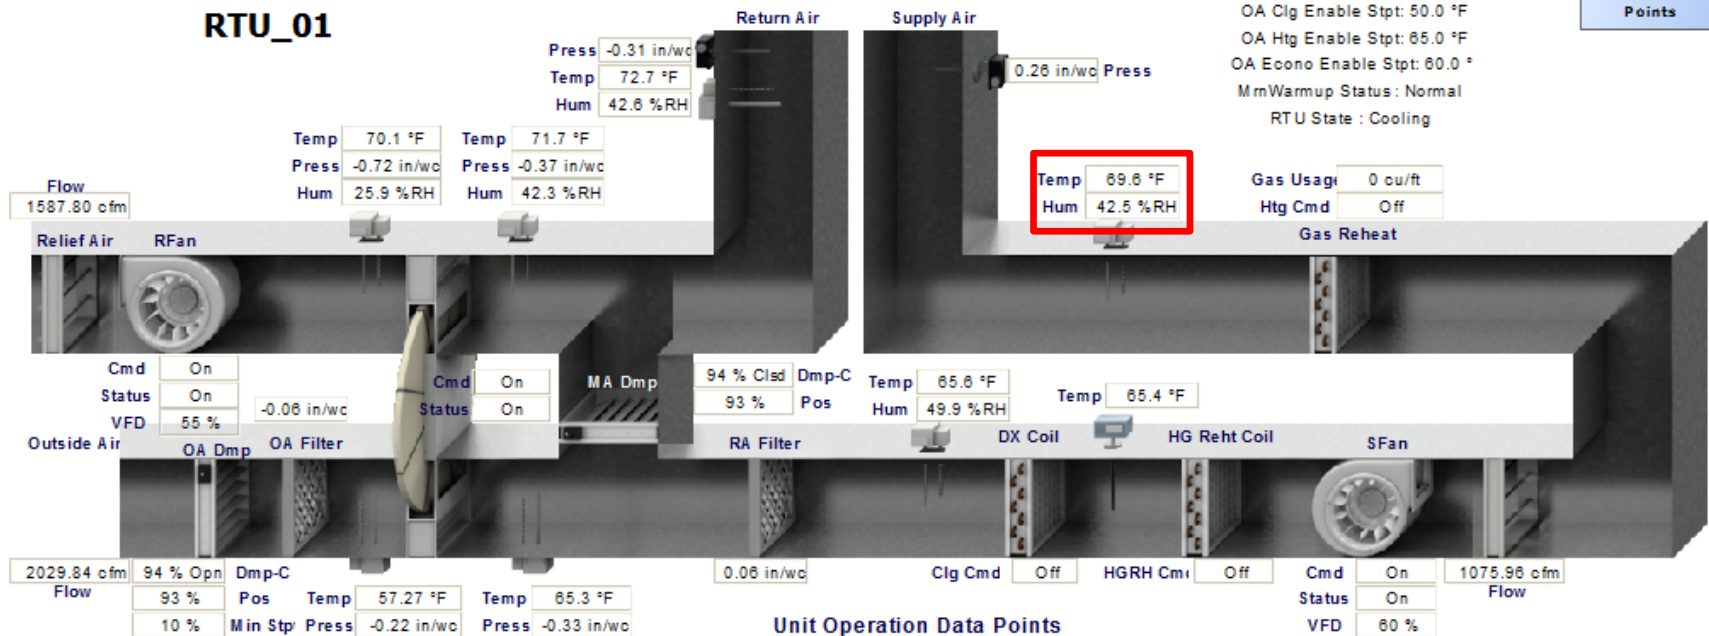 RTU_01
Return Air
Supply Air
OA Clg Enable Stpt: 50.0 °F
Points
OA Htg Enable Stpt: 65.0 °F
OA Econo Enable Stpt: 60.0 °
MrnWarmup Status: Normal
RTU State : Cooling
Press -0.31 in/wc
Temp 72.7 °F
Hum 42.6 %RH
0.26 in/wc Press
Temp 70.1 °F
Press -0.72 in/wc
Hum 25.9 %RH
Temp 71.7 °F
Press -0.37 in/wc
Hum 42.3 %RH
Temp 69.6 °F
Hum 42.5 %RH
Gas Usage 0 cu/ft
Htg Cmd Off
Gas Reheat
Flow
1587.80 cfm
Relief Air
RFan
Cmd On
Status On
VFD 55 %
-0.06 in/wc
Cmd On
Status On
MA Dmp
94 % Clsd Dmp-C
93 % Pos
Temp 65.6 °F
Hum 49.9 %RH
Temp 65.4 °F
Outside Air
OA Dmp
OA Filter
RA Filter
DX Coil
HG Reht Coil
SFan
2029.84 cfm
Flow
94 % Opn Dmp-C
93 % Pos
10 % Min Stp
Temp 57.27 °F
Press -0.22 in/wc
Temp 65.3 °F
Press -0.33 in/wc
0.06 in/wc
Clg Cmd Off
HGRH Cm Off
Cmd On
Status On
VFD 60 %
1075.96 cfm
Flow
Unit Operation Data Points